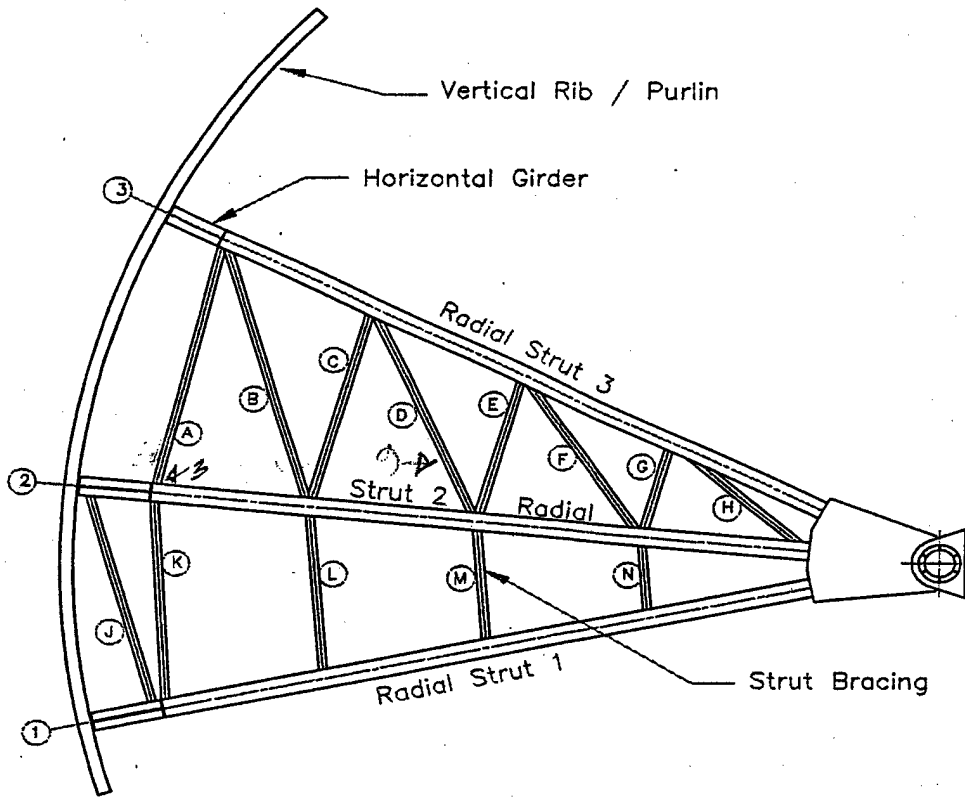 Vertical Rib / Purlin
Horizontal Girder
3
Radial Strut 3
C
B
D
E
A
F
G
2
Strut 2
Radial
H
K
L
M
N
J
Strut Bracing
Radial Strut 1
1